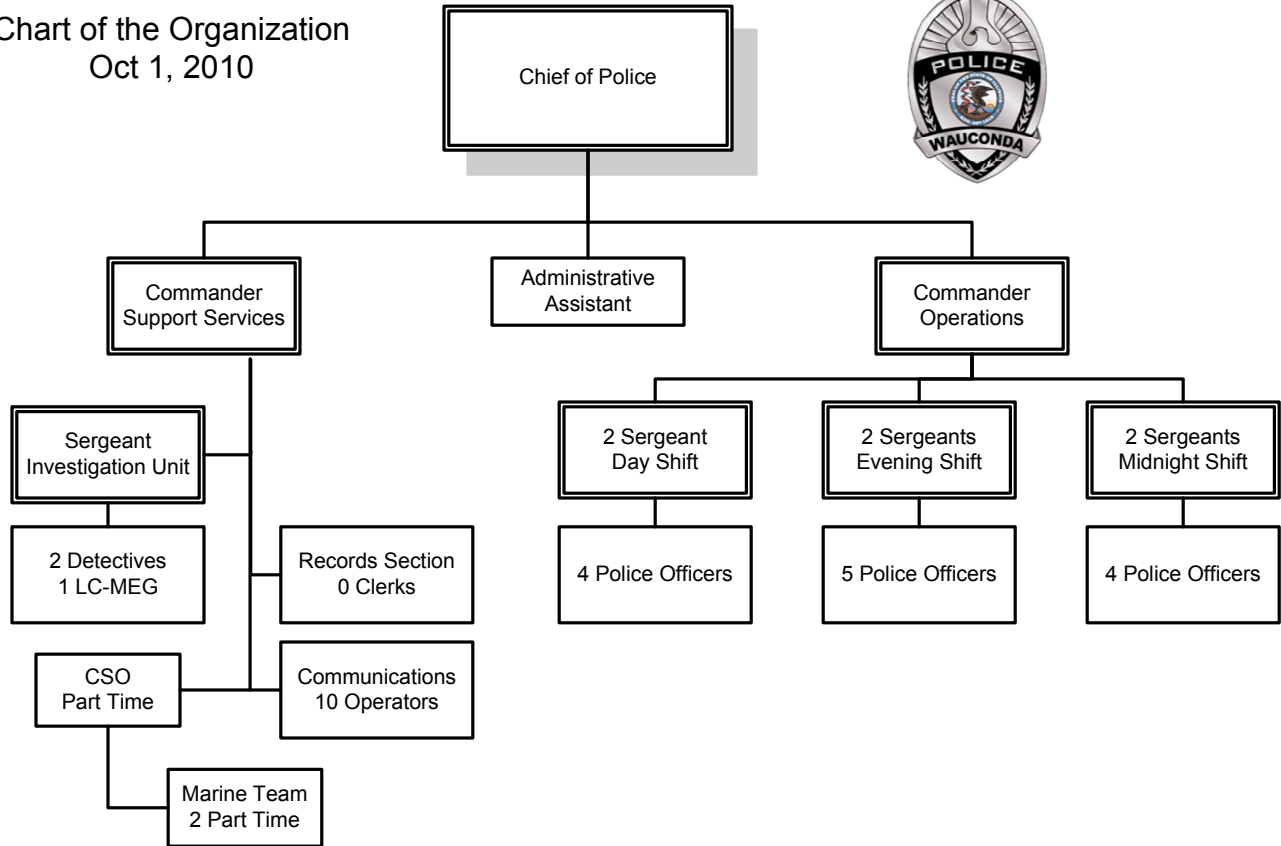 Chart of the Organization
Oct 1, 2010
Chief of Police
POLICE
WAUCONDA
Commander
Support Services
Administrative
Assistant
Commander
Operations
Sergeant
Investigation Unit
2 Sergeant
Day Shift
2 Sergeants
Evening Shift
2 Sergeants
Midnight Shift
2 Detectives
1 LC-MEG
Records Section
0 Clerks
4 Police Officers
5 Police Officers
4 Police Officers
CSO
Part Time
Communications
10 Operators
Marine Team
2 Part Time